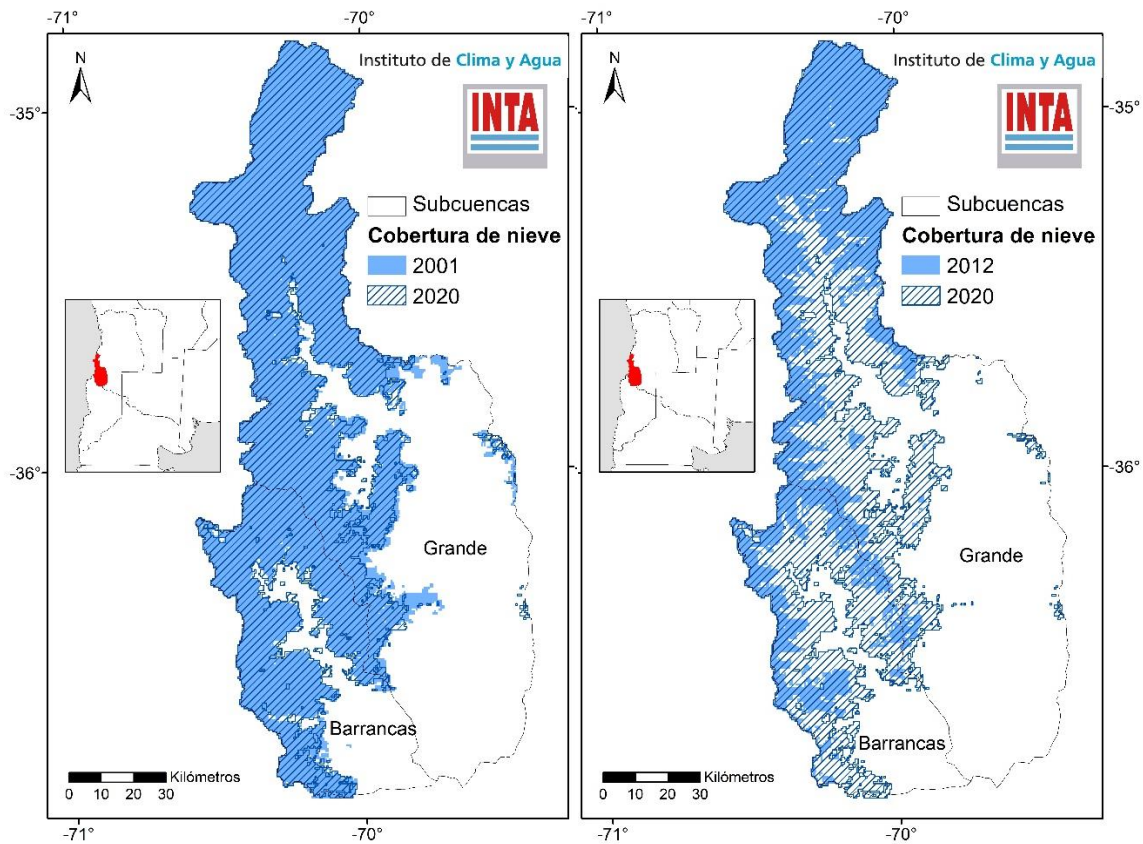 -71°
-70°
N
Instituto de Clima y Agua
INTA
-35°
Subcuencas
Cobertura de nieve
2001
2020
-36°
Grande
Barrancas
Kilómetros
0 10 20 30
-71°
-70°
-71°
-70°
N
Instituto de Clima y Agua
INTA
-35°
Subcuencas
Cobertura de nieve
2012
2020
-36°
Grande
Barrancas
Kilómetros
0 10 20 30
-71°
-70°